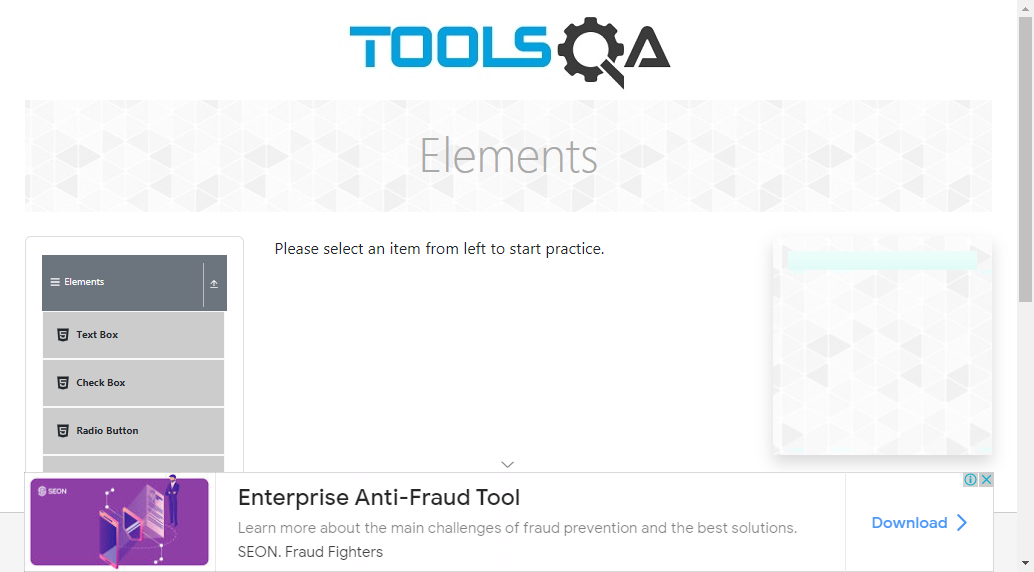 TOOLSQA
Elements
Elements
Text Box
Check Box
Radio Button
Please select an item from left to start practice.
SEON
Enterprise Anti-Fraud Tool
Learn more about the main challenges of fraud prevention and the best solutions.
SEON. Fraud Fighters
Download